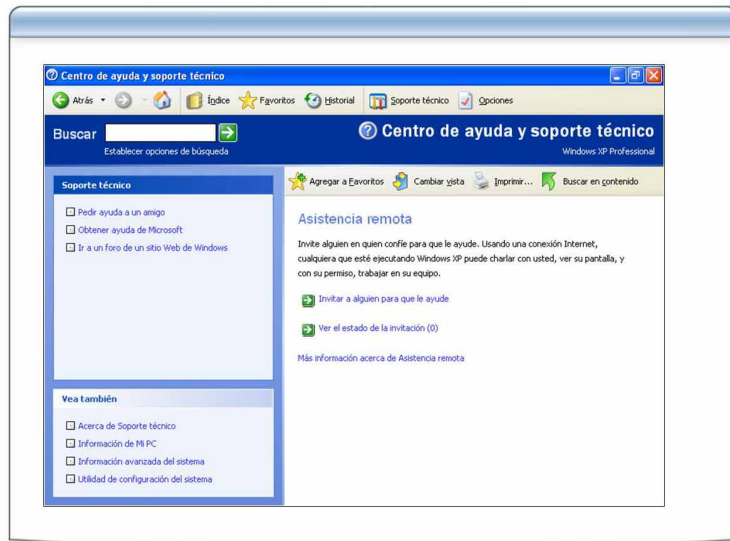 Centro de ayuda y soporte técnico
Atrás Índice Favoritos Historial Soporte técnico Opciones
Buscar
Establecer opciones de búsqueda
Centro de ayuda y soporte técnico
Windows XP Professional
Soporte técnico
Pedir ayuda a un amigo
Obtener ayuda de Microsoft
Ir a un foro de un sitio Web de Windows
Vea también
Acerca de Soporte técnico
Información de Mi PC
Información avanzada del sistema
Utilidad de configuración del sistema
Agregar a Favoritos Cambiar vista Imprimir... Buscar en contenido
Asistencia remota
Invite alguien en quien confíe para que le ayude. Usando una conexión Internet,
cualquiera que esté ejecutando Windows XP puede charlar con usted, ver su pantalla, y
con su permiso, trabajar en su equipo.
Invitar a alguien para que le ayude
Ver el estado de la invitación (0)
Más información acerca de Asistencia remota